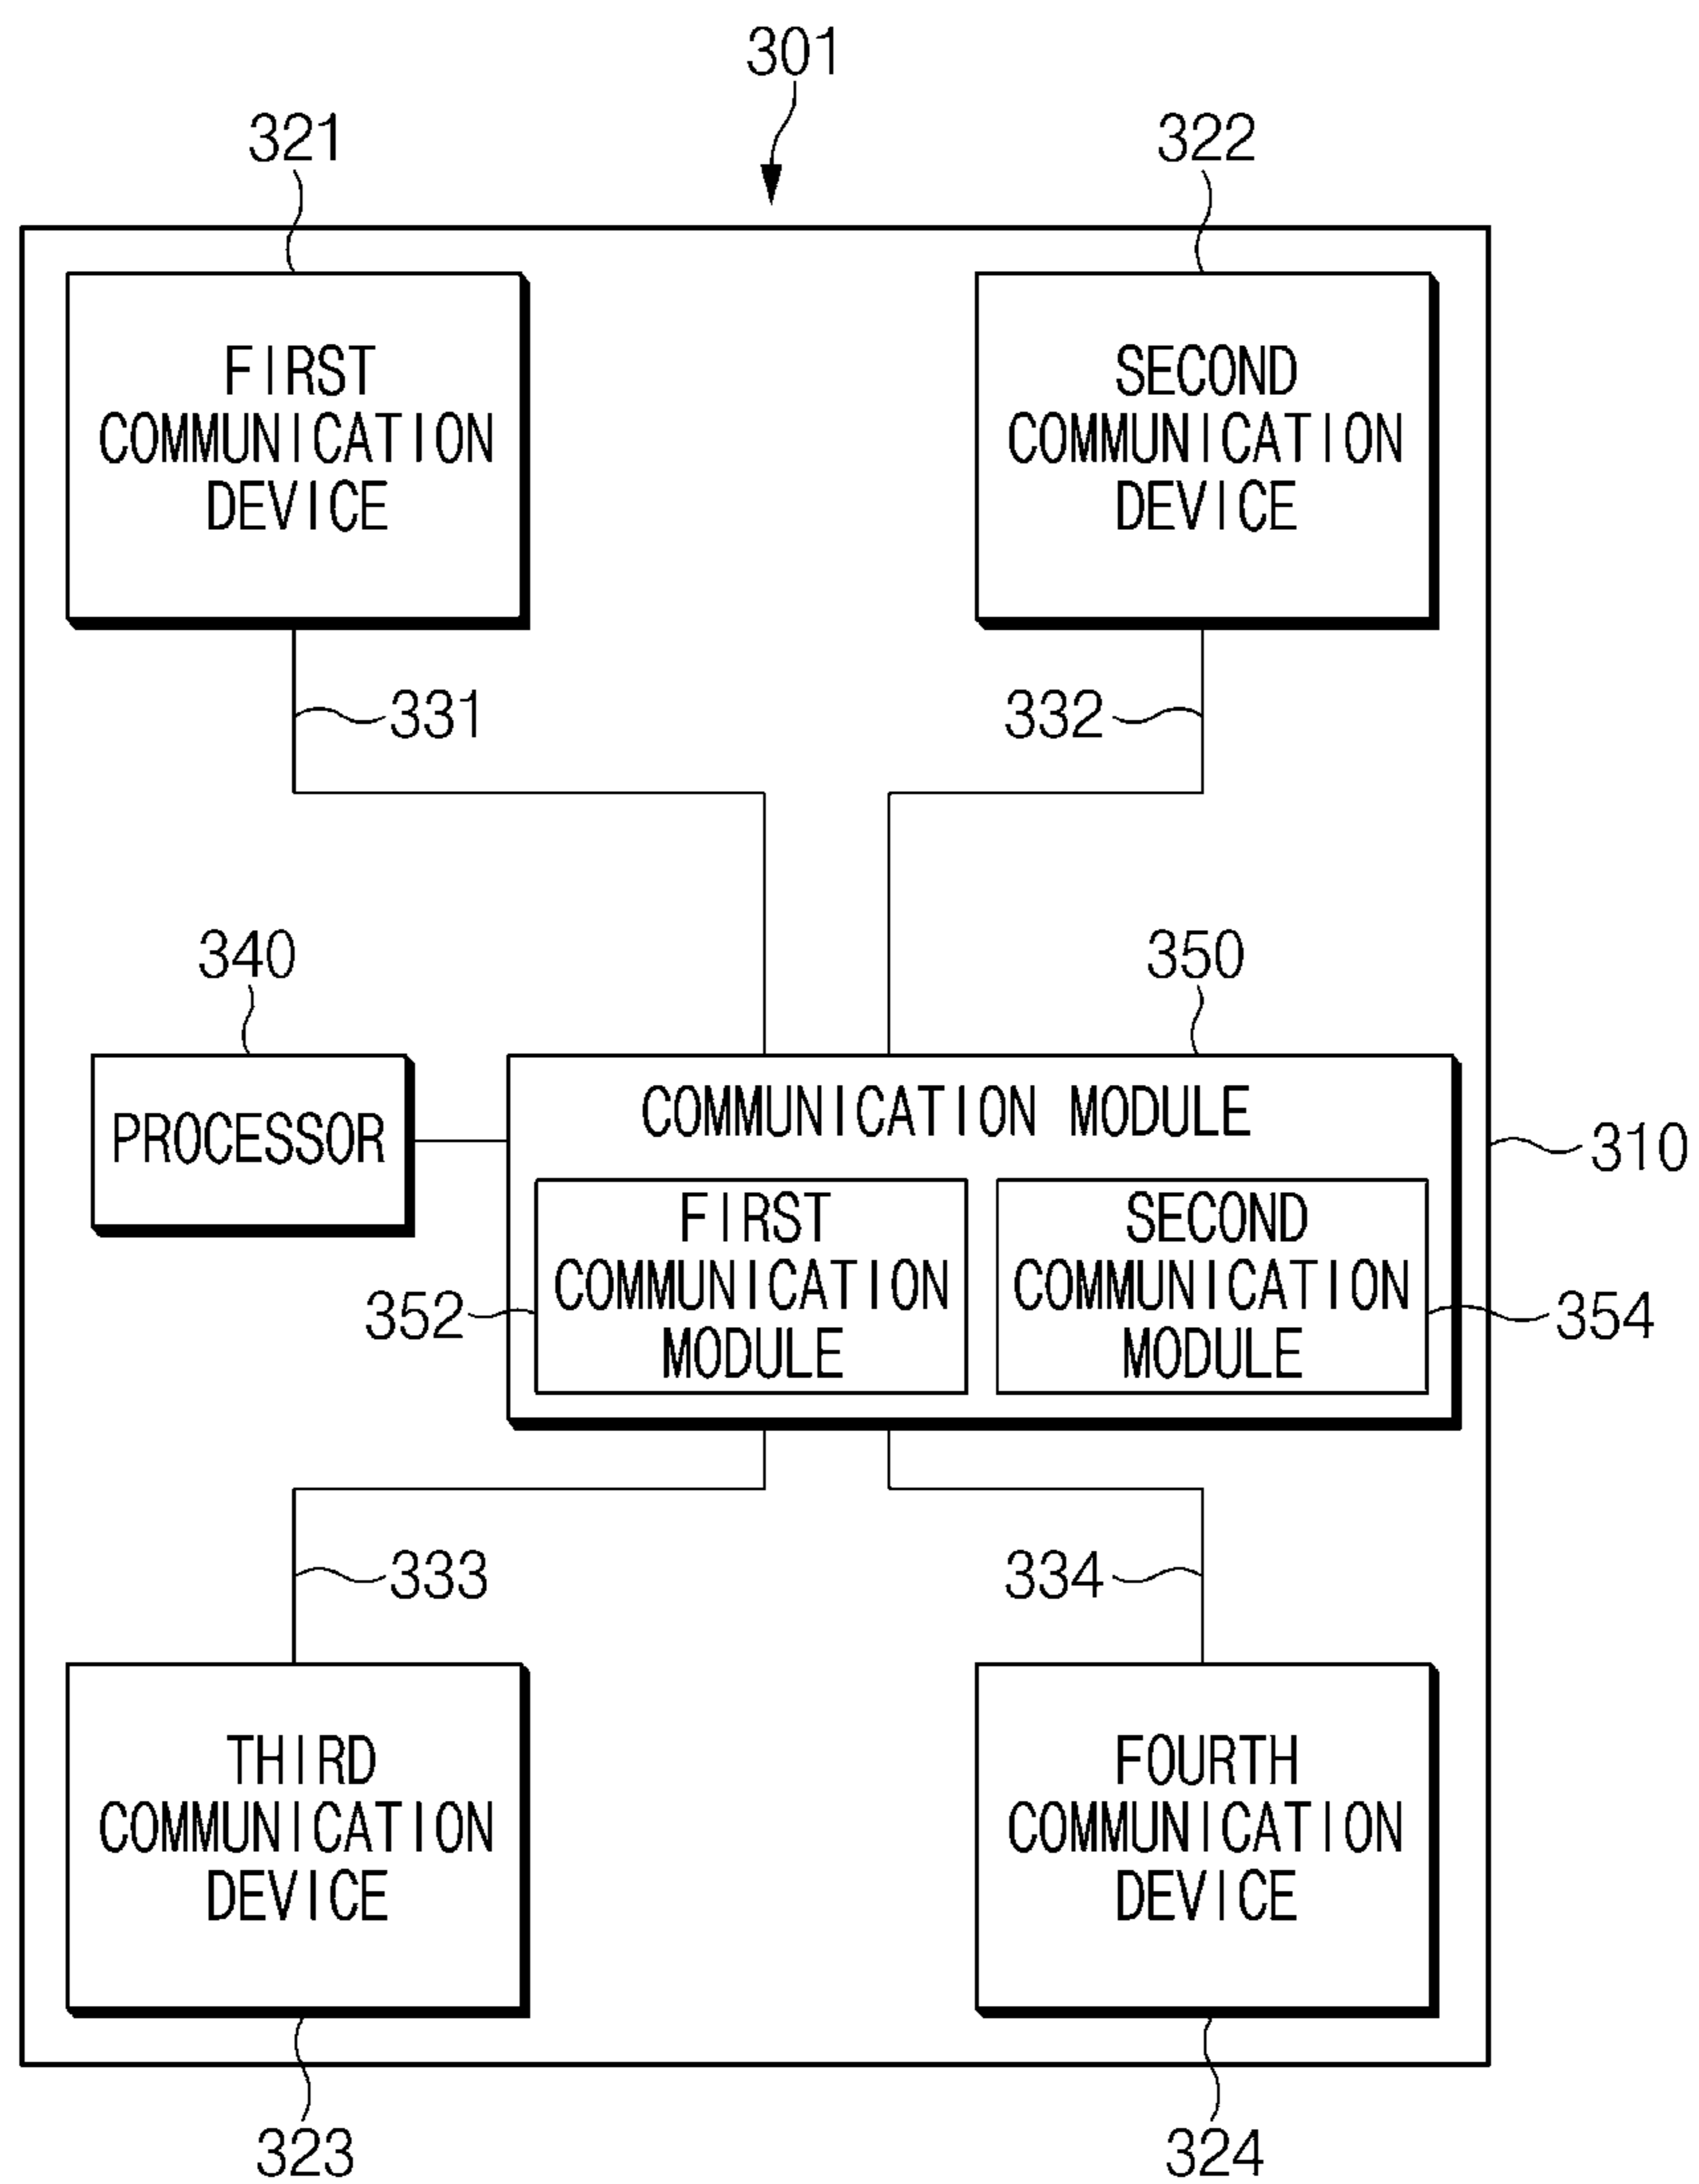 301
321
322
FIRST
COMMUNICATION
DEVICE
SECOND
COMMUNICATION
DEVICE
331
332
340
350
PROCESSOR
COMMUNICATION MODULE
310
FIRST
COMMUNICATION
MODULE
SECOND
COMMUNICATION
MODULE
352
354
333
334
THIRD
COMMUNICATION
DEVICE
FOURTH
COMMUNICATION
DEVICE
323
324